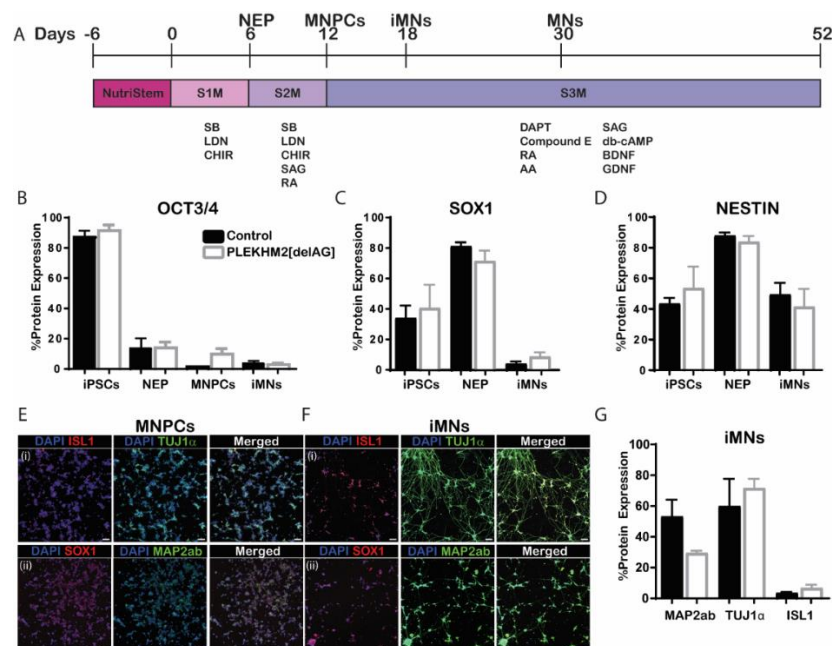 NEP MNPCs iMNs MNs
A Days -6 0 6 12 18 30 52
NutriStem S1M S2M S3M
SB SB DAPT SAG
LDN LDN Compound E db-cAMP
CHIR CHIR RA BDNF
SAG AA GDNF
RA
B OCT3/4
%Protein Expression
100
80
60
40
20
0
Control
PLEKHM2[delAG]
iPSCs NEP MNPCs iMNs
C SOX1
%Protein Expression
100
80
60
40
20
0
iPSCs NEP iMNs
D NESTIN
%Protein Expression
100
80
60
40
20
0
iPSCs NEP iMNs
E MNPCs
DAPI ISL1 DAPI TUJ1α Merged
(i)
DAPI SOX1 DAPI MAP2ab Merged
(ii)
F iMNs
DAPI ISL1 DAPI TUJ1α Merged
(i)
DAPI SOX1 DAPI MAP2ab Merged
(ii)
G iMNs
%Protein Expression
100
80
60
40
20
0
MAP2ab TUJ1α ISL1